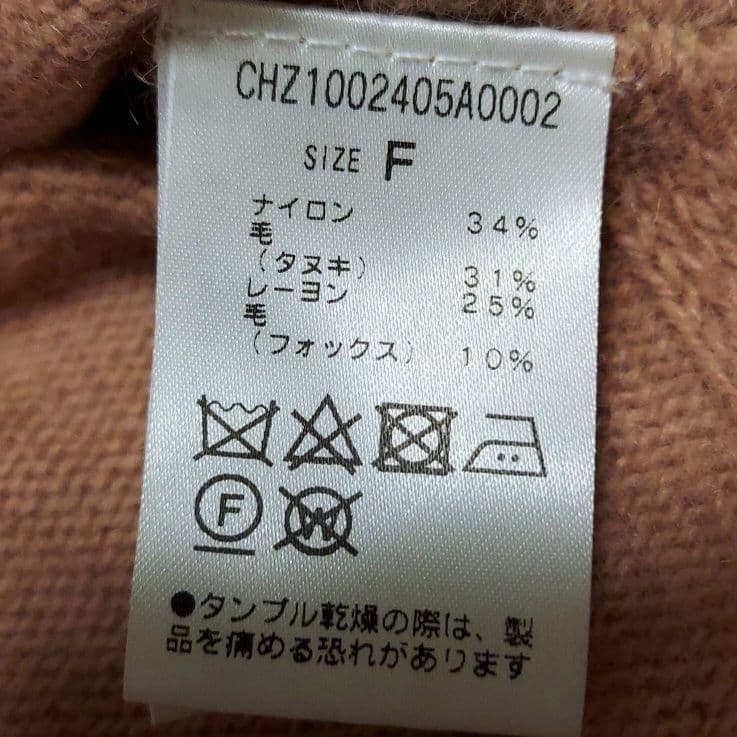 CHZ1002405A0002
SIZE F
ナイロン 34%
毛
(タヌキ) 31%
レーヨン 25%
毛
(フォックス) 10%
F W
●タンブル乾燥の際は、製
品を痛める恐れがあります